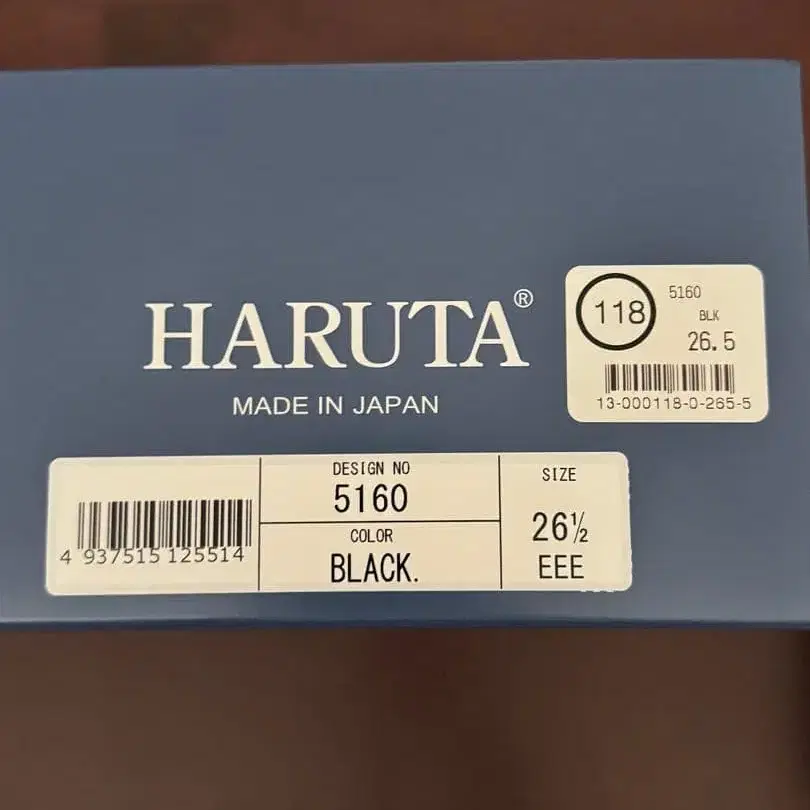 HARUTA®
MADE IN JAPAN
118
5160
BLK
26.5
13-000118-0-265-5
4 937515 125514
DESIGN NO
5160
COLOR
BLACK.
SIZE
26½
EEE